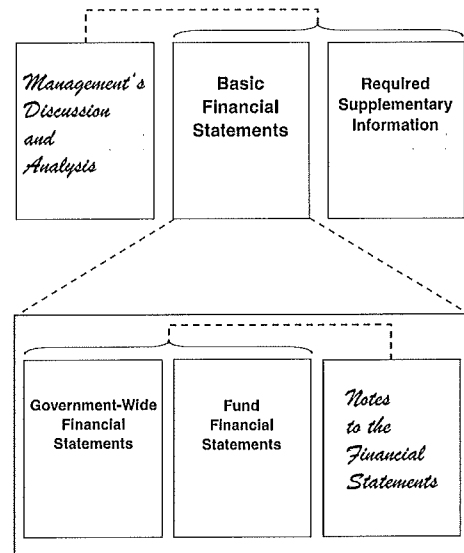 Management's
Discussion
and
Analysis
Basic
Financial
Statements
Required
Supplementary
Information
Government-Wide
Financial
Statements
Fund
Financial
Statements
Notes
to the
Financial
Statements